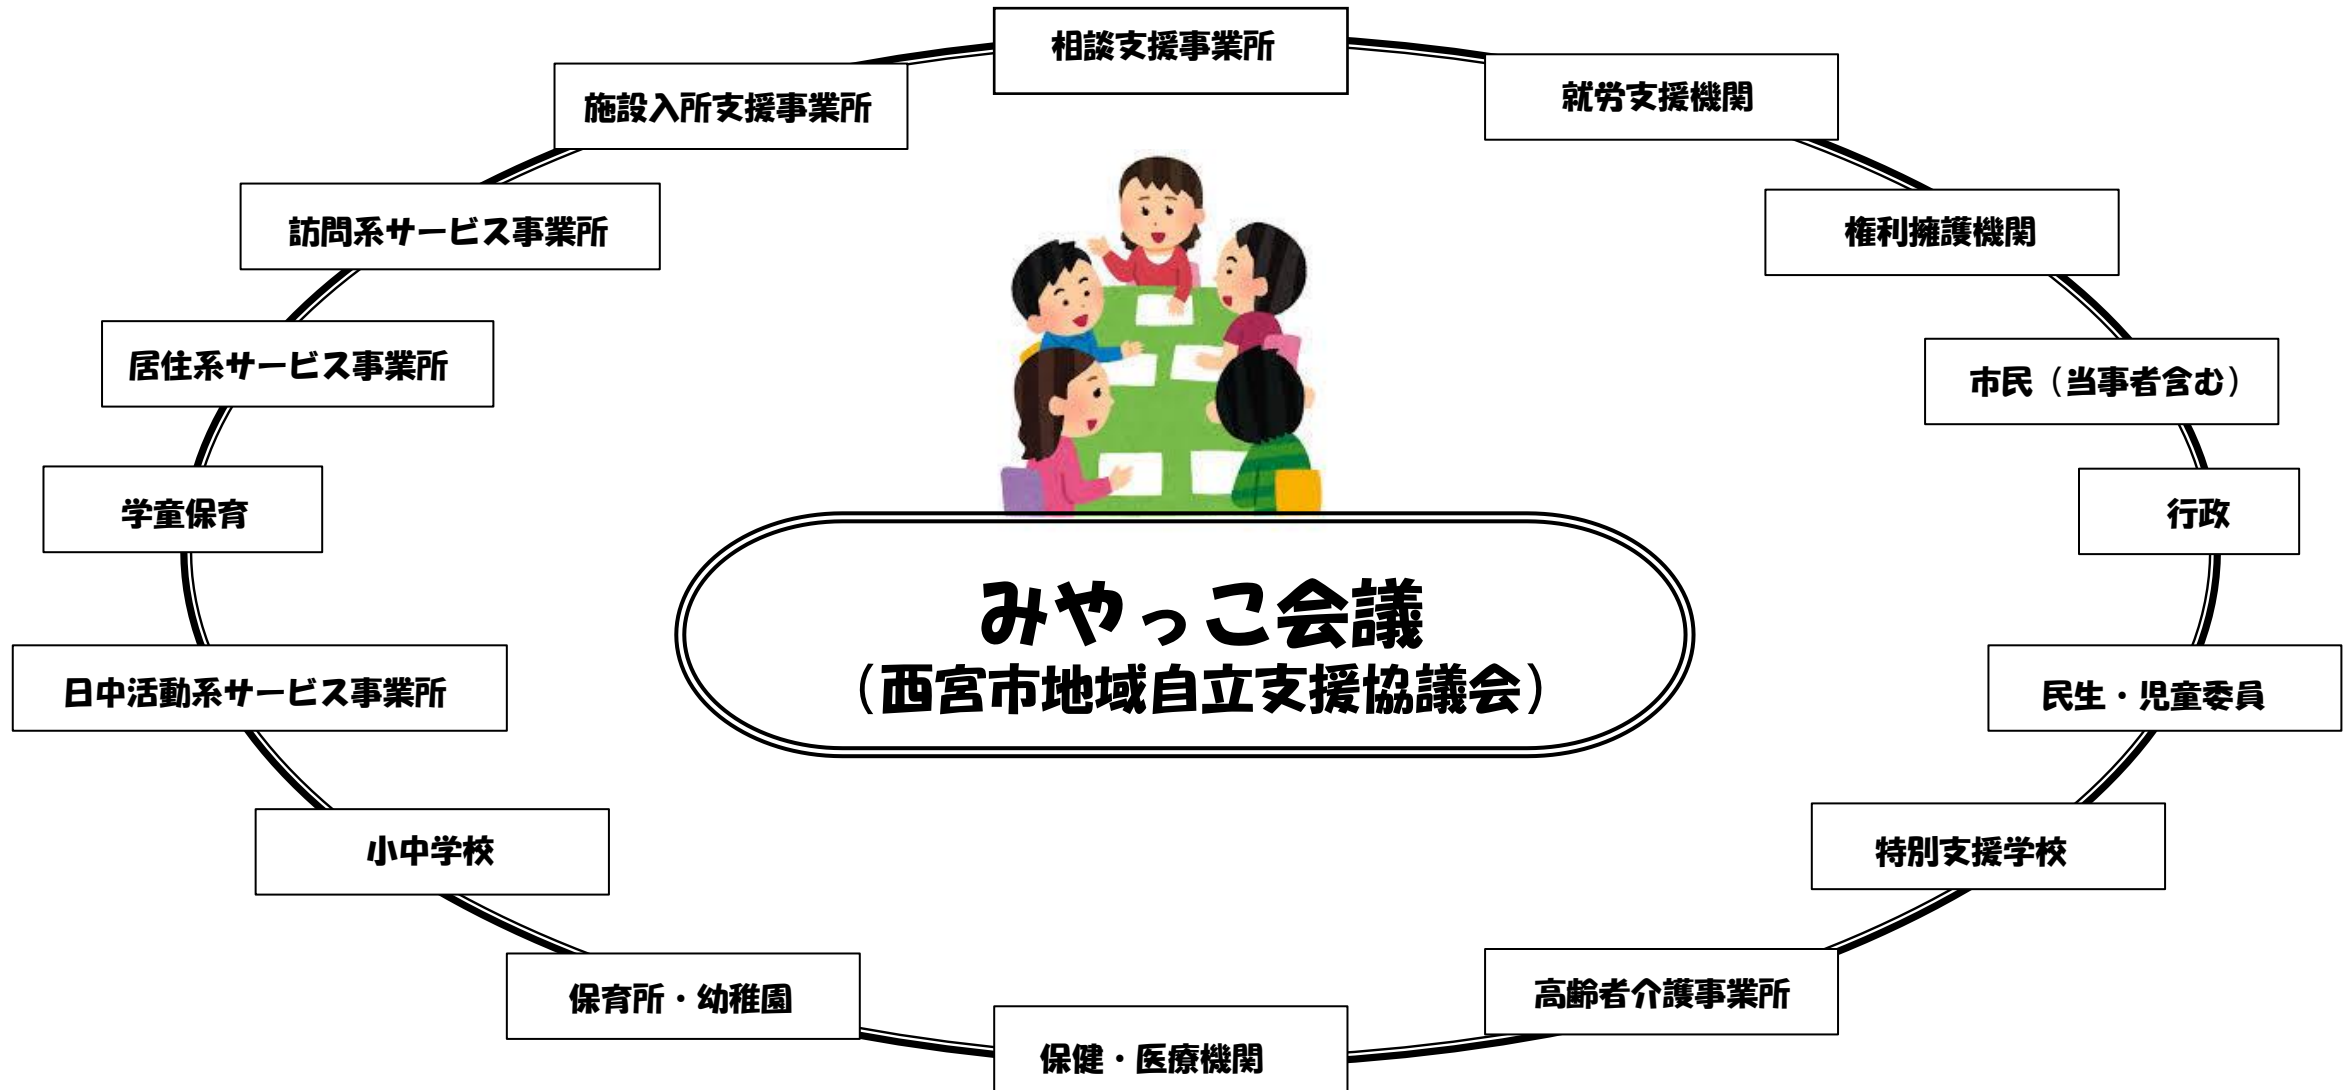 相談支援事業所
就労支援機関
施設入所支援事業所
訪問系サービス事業所
権利擁護機関
居住系サービス事業所
市民（当事者含む）
学童保育
行政
みやっこ会議
（西宮市地域自立支援協議会）
日中活動系サービス事業所
民生・児童委員
小中学校
特別支援学校
保育所・幼稚園
高齢者介護事業所
保健・医療機関